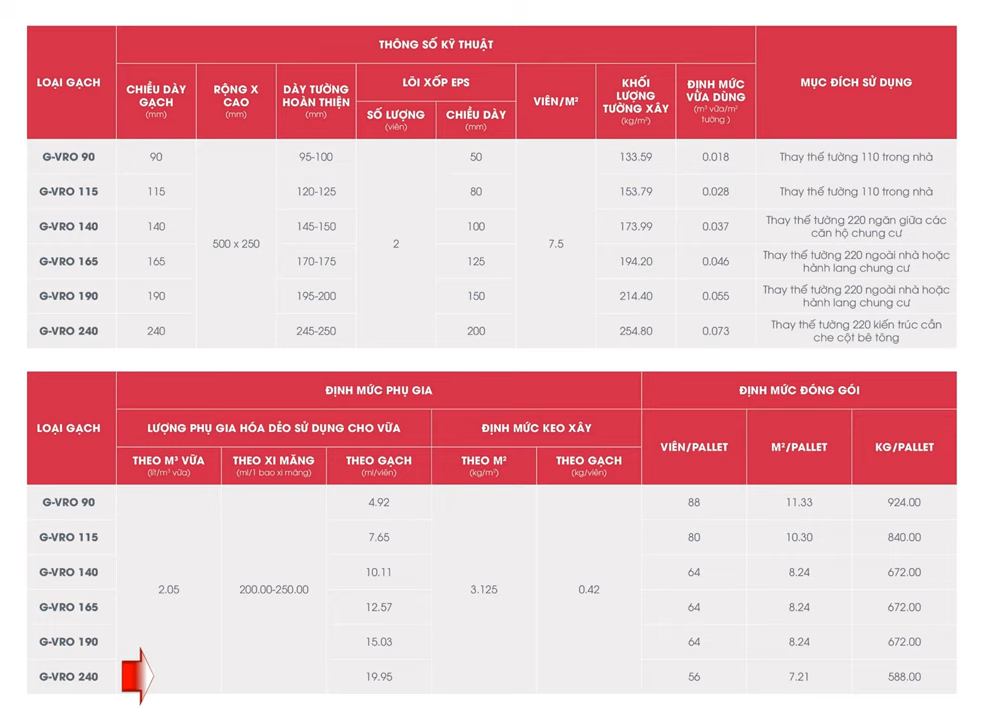 THÔNG SỐ KỸ THUẬT
LOẠI GẠCH
CHIỀU DÀY GẠCH (mm)
RỘNG X CAO (mm)
DÀY TƯỜNG HOÀN THIỆN (mm)
LÕI XỐP EPS
SỐ LƯỢNG (viên)
CHIỀU DÀY (mm)
VIÊN/M²
KHỐI LƯỢNG TƯỜNG XÂY (kg/m²)
ĐỊNH MỨC VỮA DÙNG (m³ vữa/m² tường )
MỤC ĐÍCH SỬ DỤNG
G-VRO 90 90 95-100 50 133.59 0.018 Thay thế tường 110 trong nhà
G-VRO 115 115 120-125 80 153.79 0.028 Thay thế tường 110 trong nhà
G-VRO 140 140 145-150 100 173.99 0.037 Thay thế tường 220 ngăn giữa các
căn hộ chung cư
500 x 250 2 7.5
G-VRO 165 165 170-175 125 194.20 0.046 Thay thế tường 220 ngoài nhà hoặc
hành lang chung cư
G-VRO 190 190 195-200 150 214.40 0.055 Thay thế tường 220 ngoài nhà hoặc
hành lang chung cư
G-VRO 240 240 245-250 200 254.80 0.073 Thay thế tường 220 kiến trúc cần
che cột bê tông
ĐỊNH MỨC PHỤ GIA ĐỊNH MỨC ĐÓNG GÓI
LOẠI GẠCH
LƯỢNG PHỤ GIA HÓA DẺO SỬ DỤNG CHO VỮA
ĐỊNH MỨC KEO XÂY
VIÊN/PALLET M²/PALLET KG/PALLET
THEO M³ VỮA THEO XI MĂNG THEO GẠCH THEO M² THEO GẠCH
(lít/m³ vữa) (ml/1 bao xi măng) (ml/viên) (kg/m²) (kg/viên)
G-VRO 90 4.92 88 11.33 924.00
G-VRO 115 7.65 80 10.30 840.00
G-VRO 140 10.11 64 8.24 672.00
2.05 200.00-250.00 3.125 0.42
G-VRO 165 12.57 64 8.24 672.00
G-VRO 190 15.03 64 8.24 672.00
G-VRO 240 19.95 56 7.21 588.00